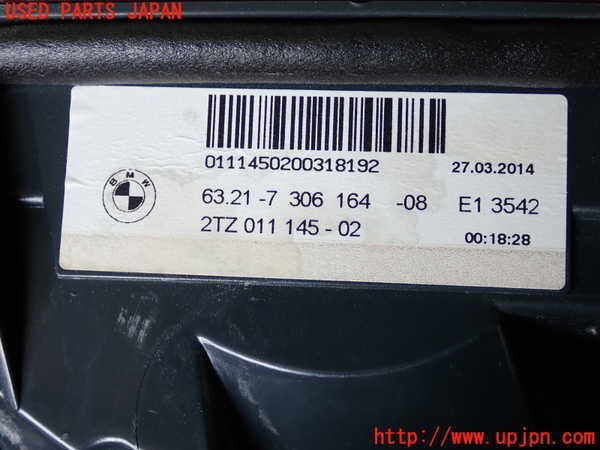 USED PARTS JAPAN
0111450200318192
27.03.2014
BMW
63.21-7 306 164 -08 E1 3542
2TZ 011 145 - 02
00:18:28
UPJ http://www.upjpn.com/